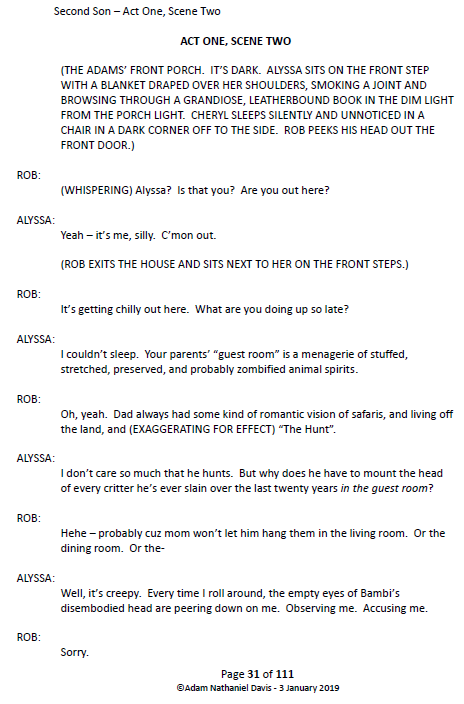 Second Son – Act One, Scene Two
ACT ONE, SCENE TWO
(THE ADAMS’ FRONT PORCH.  IT’S DARK.  ALYSSA SITS ON THE FRONT STEP
WITH A BLANKET DRAPED OVER HER SHOULDERS, SMOKING A JOINT AND
BROWSING THROUGH A GRANDIOSE, LEATHERBOUND BOOK IN THE DIM LIGHT
FROM THE PORCH LIGHT.  CHERYL SLEEPS SILENTLY AND UNNOTICED IN A
CHAIR IN A DARK CORNER OFF TO THE SIDE.  ROB PEEKS HIS HEAD OUT THE
FRONT DOOR.)
ROB:
(WHISPERING) Alyssa?  Is that you?  Are you out here?
ALYSSA:
Yeah – it’s me, silly.  C’mon out.
(ROB EXITS THE HOUSE AND SITS NEXT TO HER ON THE FRONT STEPS.)
ROB:
It’s getting chilly out here.  What are you doing up so late?
ALYSSA:
I couldn’t sleep.  Your parents’ “guest room” is a menagerie of stuffed,
stretched, preserved, and probably zombified animal spirits.
ROB:
Oh, yeah.  Dad always had some kind of romantic vision of safaris, and living off
the land, and (EXAGGERATING FOR EFFECT) “The Hunt”.
ALYSSA:
I don’t care so much that he hunts.  But why does he have to mount the head
of every critter he’s ever slain over the last twenty years in the guest room?
ROB:
Hehe – probably cuz mom won’t let him hang them in the living room.  Or the
dining room.  Or the-
ALYSSA:
Well, it’s creepy.  Every time I roll around, the empty eyes of Bambi’s
disembodied head are peering down on me.  Observing me.  Accusing me.
ROB:
Sorry.
Page 31 of 111
©Adam Nathaniel Davis - 3 January 2019